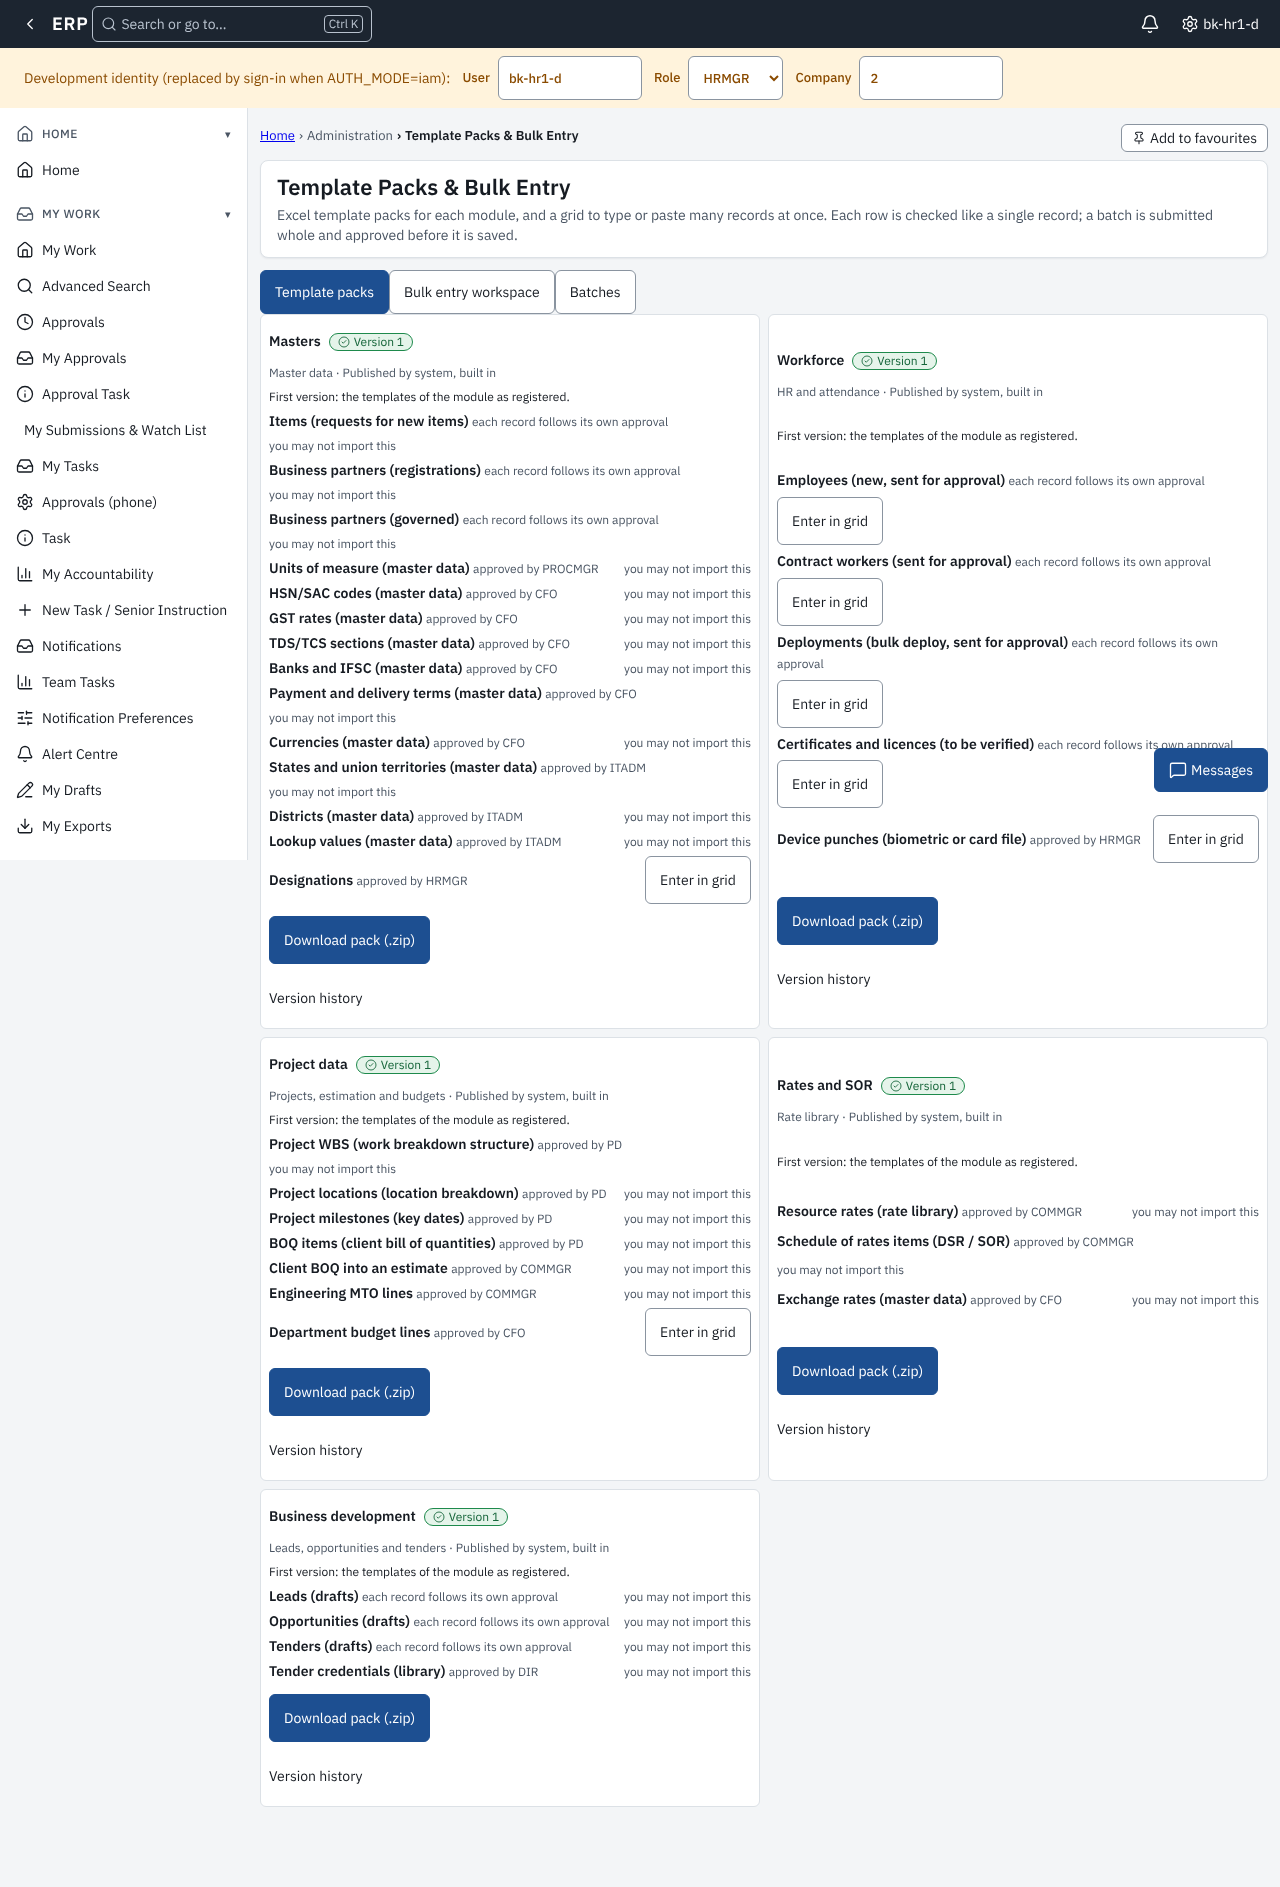 ERP
Search or go to...
Ctrl K
bk-hr1-d
Development identity (replaced by sign-in when AUTH_MODE=iam):
User
bk-hr1-d
Role
HRMGR
Company
2
HOME
Home
MY WORK
My Work
Advanced Search
Approvals
My Approvals
Approval Task
My Submissions & Watch List
My Tasks
Approvals (phone)
Task
My Accountability
New Task / Senior Instruction
Notifications
Team Tasks
Notification Preferences
Alert Centre
My Drafts
My Exports
Home › Administration › Template Packs & Bulk Entry
Add to favourites
Template Packs & Bulk Entry
Excel template packs for each module, and a grid to type or paste many records at once. Each row is checked like a single record; a batch is submitted
whole and approved before it is saved.
Template packs
Bulk entry workspace
Batches
Masters Version 1
Master data · Published by system, built in
First version: the templates of the module as registered.
Items (requests for new items) each record follows its own approval
you may not import this
Business partners (registrations) each record follows its own approval
you may not import this
Business partners (governed) each record follows its own approval
you may not import this
Units of measure (master data) approved by PROCMGR you may not import this
HSN/SAC codes (master data) approved by CFO you may not import this
GST rates (master data) approved by CFO you may not import this
TDS/TCS sections (master data) approved by CFO you may not import this
Banks and IFSC (master data) approved by CFO you may not import this
Payment and delivery terms (master data) approved by CFO
you may not import this
Currencies (master data) approved by CFO you may not import this
States and union territories (master data) approved by ITADM
you may not import this
Districts (master data) approved by ITADM you may not import this
Lookup values (master data) approved by ITADM you may not import this
Designations approved by HRMGR Enter in grid
Download pack (.zip)
Version history
Workforce Version 1
HR and attendance · Published by system, built in
First version: the templates of the module as registered.
Employees (new, sent for approval) each record follows its own approval
Enter in grid
Contract workers (sent for approval) each record follows its own approval
Enter in grid
Deployments (bulk deploy, sent for approval) each record follows its own
approval
Enter in grid
Certificates and licences (to be verified) each record follows its own approval
Enter in grid
Messages
Device punches (biometric or card file) approved by HRMGR Enter in grid
Download pack (.zip)
Version history
Project data Version 1
Projects, estimation and budgets · Published by system, built in
First version: the templates of the module as registered.
Project WBS (work breakdown structure) approved by PD
you may not import this
Project locations (location breakdown) approved by PD you may not import this
Project milestones (key dates) approved by PD you may not import this
BOQ items (client bill of quantities) approved by PD you may not import this
Client BOQ into an estimate approved by COMMGR you may not import this
Engineering MTO lines approved by COMMGR you may not import this
Department budget lines approved by CFO Enter in grid
Download pack (.zip)
Version history
Rates and SOR Version 1
Rate library · Published by system, built in
First version: the templates of the module as registered.
Resource rates (rate library) approved by COMMGR you may not import this
Schedule of rates items (DSR / SOR) approved by COMMGR
you may not import this
Exchange rates (master data) approved by CFO you may not import this
Download pack (.zip)
Version history
Business development Version 1
Leads, opportunities and tenders · Published by system, built in
First version: the templates of the module as registered.
Leads (drafts) each record follows its own approval you may not import this
Opportunities (drafts) each record follows its own approval you may not import this
Tenders (drafts) each record follows its own approval you may not import this
Tender credentials (library) approved by DIR you may not import this
Download pack (.zip)
Version history